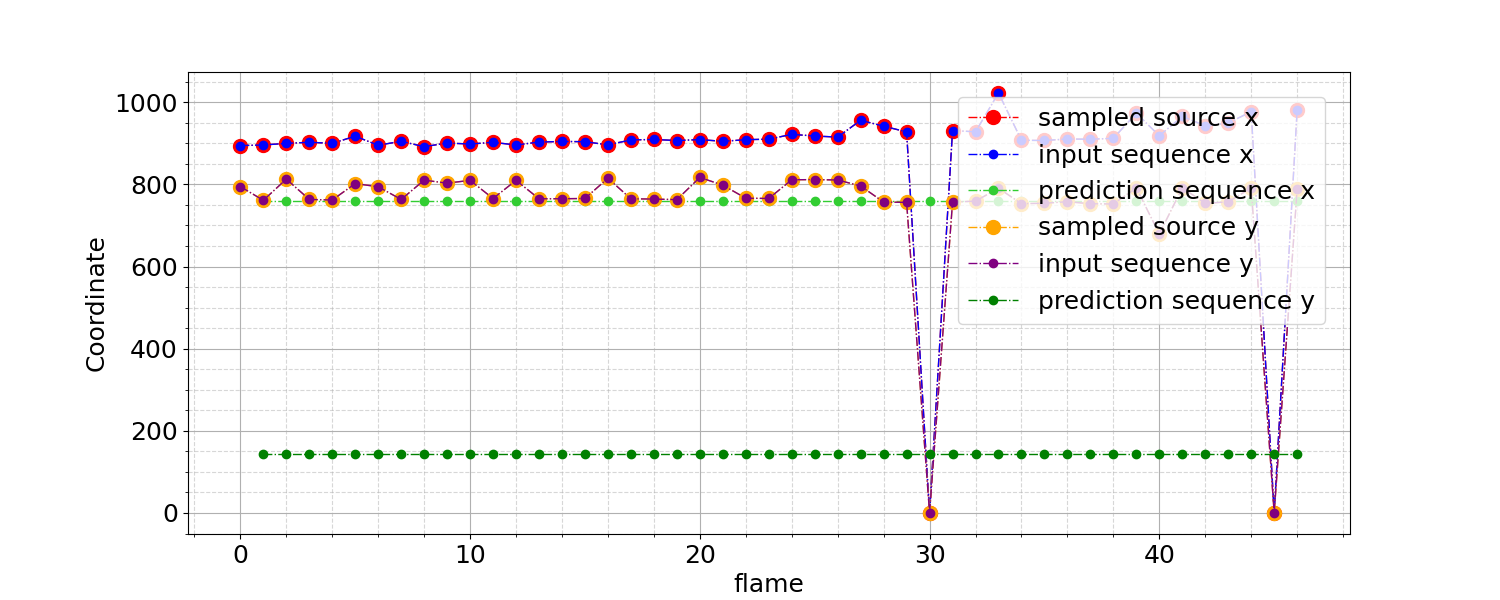 1000
800
600
400
200
0
Coordinate
0 10 20 30 40
flame
sampled source x
input sequence x
prediction sequence x
sampled source y
input sequence y
prediction sequence y